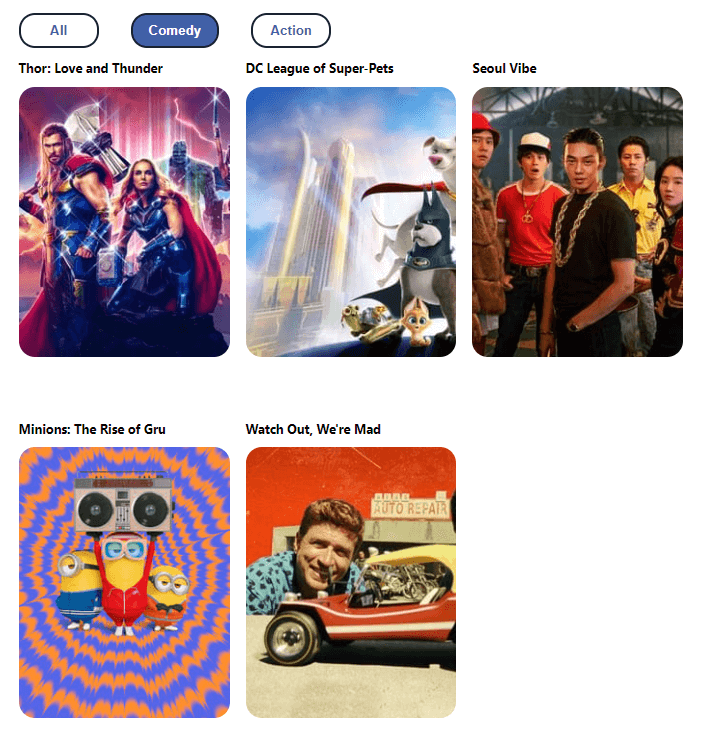 All
Comedy
Action
Thor: Love and Thunder
DC League of Super-Pets
Seoul Vibe
Minions: The Rise of Gru
Watch Out, We're Mad
AUTO REPAIR